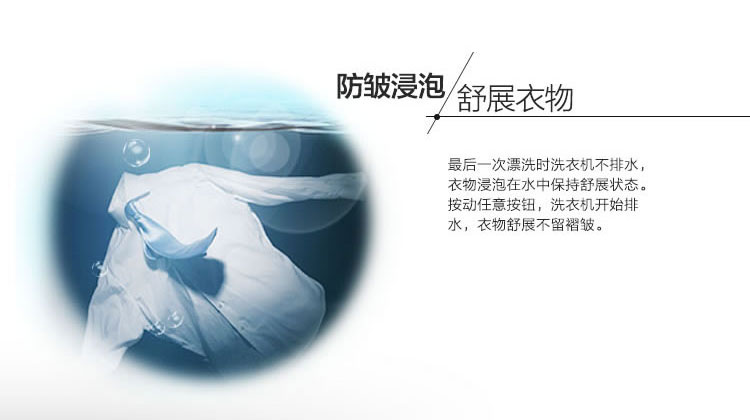 防皱浸泡
舒展衣物
最后一次漂洗时洗衣机不排水，
衣物浸泡在水中保持舒展状态。
按动任意按钮，洗衣机开始排
水，衣物舒展不留褶皱。